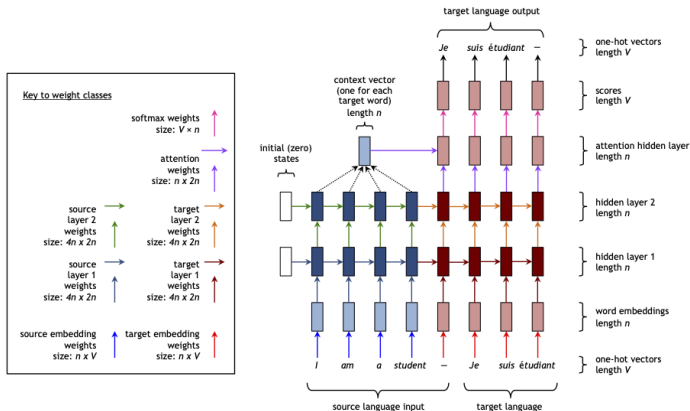 target language output
Je suis étudiant –
one-hot vectors
length V
scores
length V
context vector
(one for each
target word)
length n
attention hidden layer
length n
initial (zero)
states
hidden layer 2
length n
hidden layer 1
length n
word embeddings
length n
I am a student – Je suis étudiant
one-hot vectors
length V
source language input
target language
Key to weight classes
softmax weights
size: V × n
attention
weights
size: n x 2n
source
layer 2
weights
size: 4n x 2n
target
layer 2
weights
size: 4n x 2n
source
layer 1
weights
size: 4n x 2n
target
layer 1
weights
size: 4n x 2n
source embedding
weights
size: n x V
target embedding
weights
size: n x V